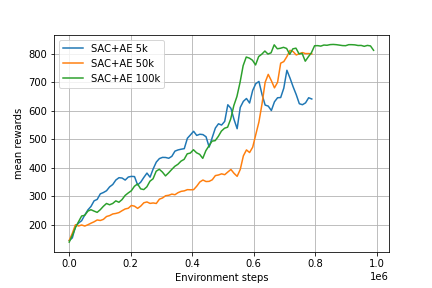 SAC+AE 5k
SAC+AE 50k
SAC+AE 100k
mean rewards
800
700
600
500
400
300
200
0.0 0.2 0.4 0.6 0.8 1.0
Environment steps
1e6